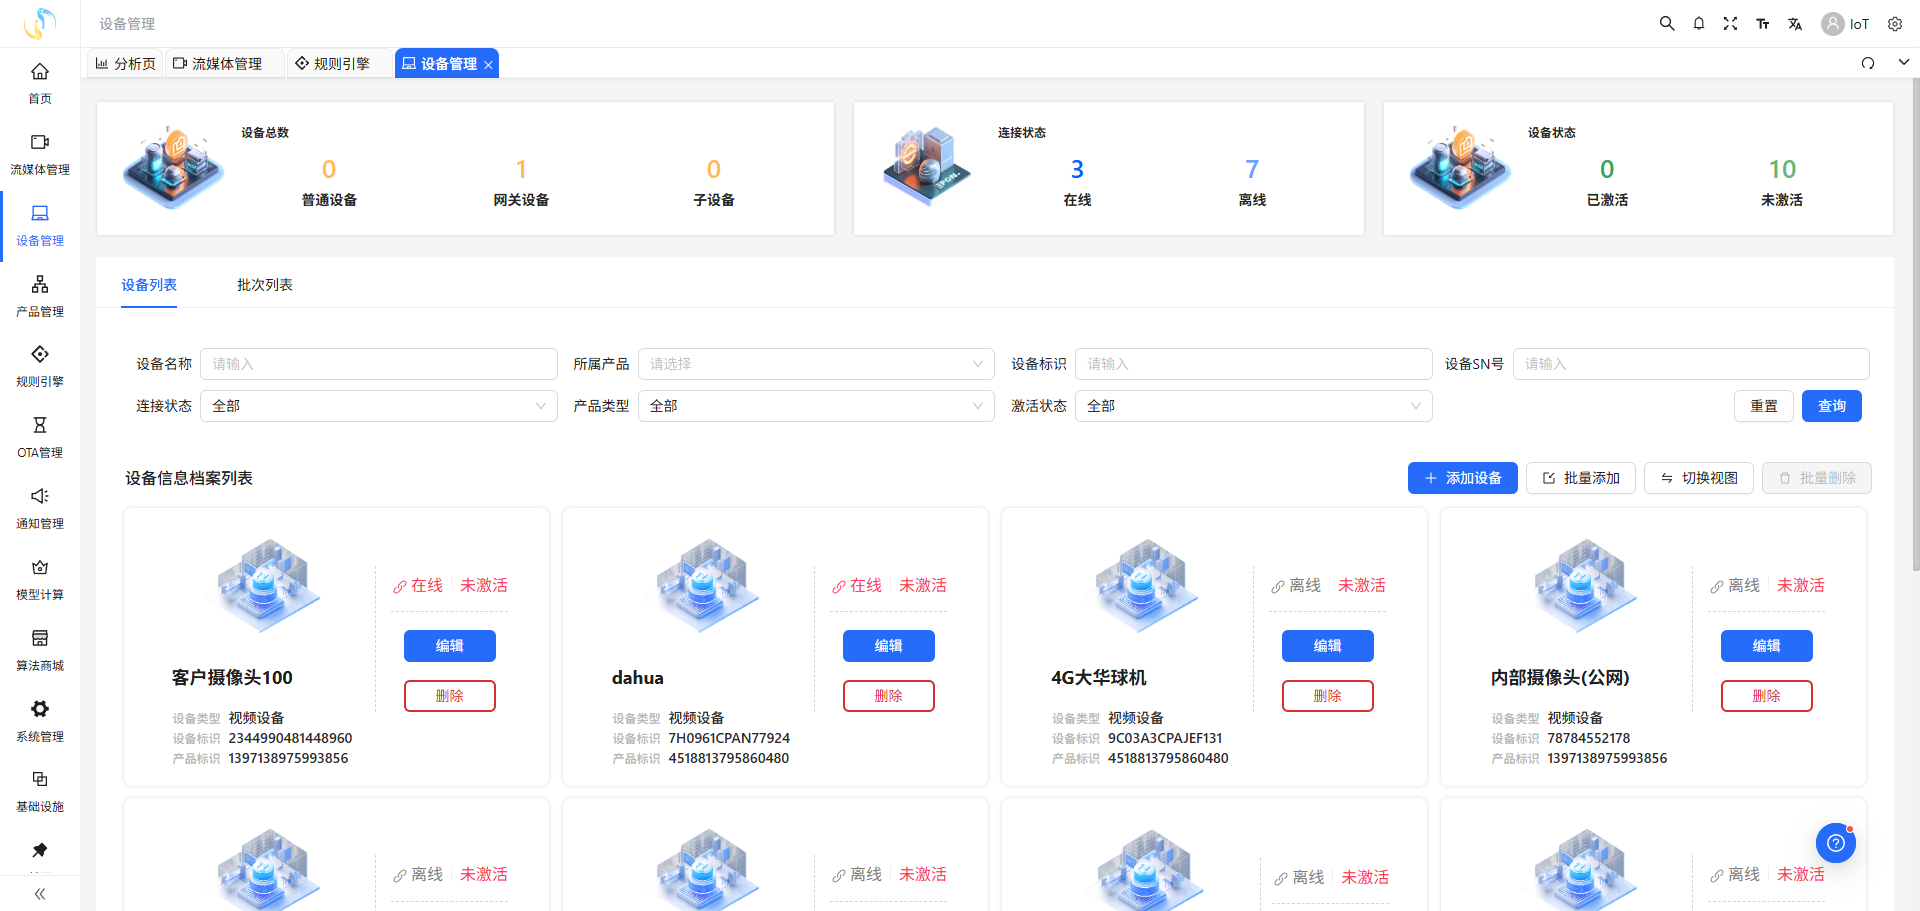 设备管理
IoT
分析页 流媒体管理 规则引擎 设备管理
首页
流媒体管理
设备管理
产品管理
规则引擎
OTA管理
通知管理
模型计算
算法商城
系统管理
基础设施
设备总数
0 1 0
普通设备 网关设备 子设备
连接状态
3 7
在线 离线
设备状态
0 10
已激活 未激活
设备列表 批次列表
设备名称 请输入 所属产品 请选择 设备标识 请输入 设备SN号 请输入
连接状态 全部 产品类型 全部 激活状态 全部 重置 查询
设备信息档案列表 添加设备 批量添加 切换视图 批量删除
在线 未激活
编辑
删除
客户摄像头100
设备类型 视频设备
设备标识 2344990481448960
产品标识 1397138975993856
在线 未激活
编辑
删除
dahua
设备类型 视频设备
设备标识 7H0961CPAN77924
产品标识 4518813795860480
离线 未激活
编辑
删除
4G大华球机
设备类型 视频设备
设备标识 9C03A3CPAJEF131
产品标识 4518813795860480
离线 未激活
编辑
删除
内部摄像头(公网)
设备类型 视频设备
设备标识 78784552178
产品标识 1397138975993856
离线 未激活
离线 未激活
离线 未激活
离线 未激活